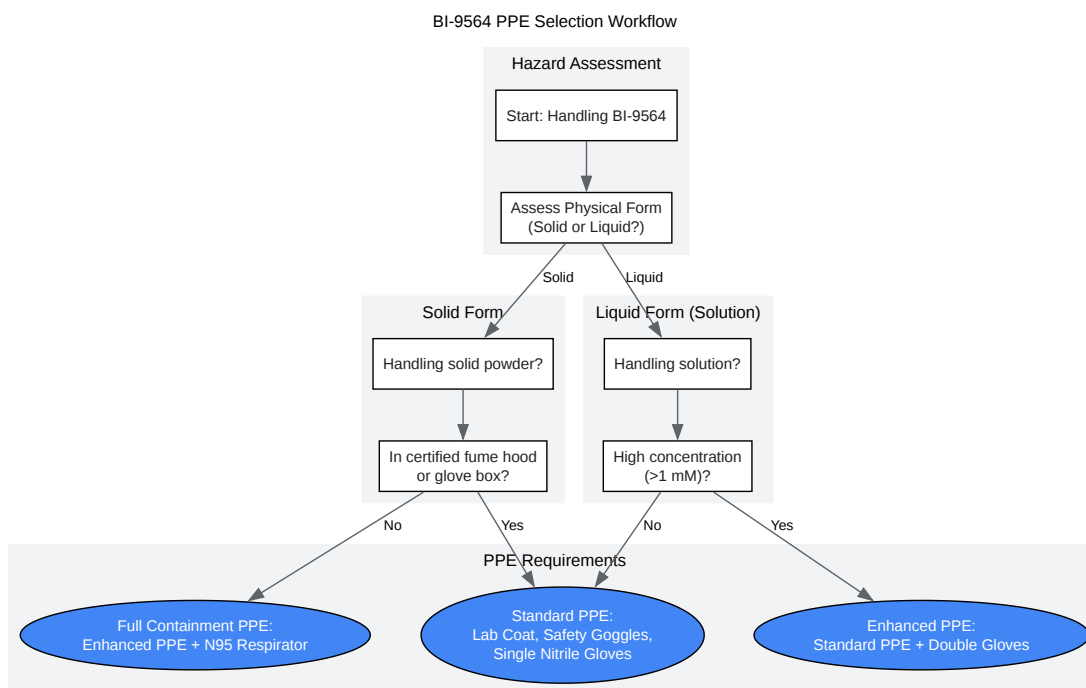 BI-9564 PPE Selection Workflow
Hazard Assessment
Start: Handling BI-9564
Assess Physical Form
(Solid or Liquid?)
Solid
Liquid
Solid Form
Liquid Form (Solution)
Handling solid powder?
Handling solution?
In certified fume hood
or glove box?
High concentration
(>1 mM)?
No
Yes
No
Yes
PPE Requirements
Full Containment PPE:
Enhanced PPE + N95 Respirator
Standard PPE:
Lab Coat, Safety Goggles,
Single Nitrile Gloves
Enhanced PPE:
Standard PPE + Double Gloves